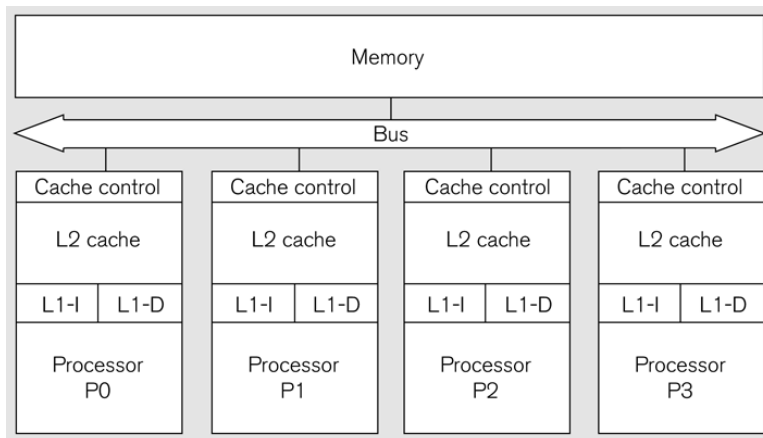 Memory
Bus
Cache control Cache control Cache control Cache control
L2 cache L2 cache L2 cache L2 cache
L1-I L1-D L1-I L1-D L1-I L1-D L1-I L1-D
Processor Processor Processor Processor
P0 P1 P2 P3